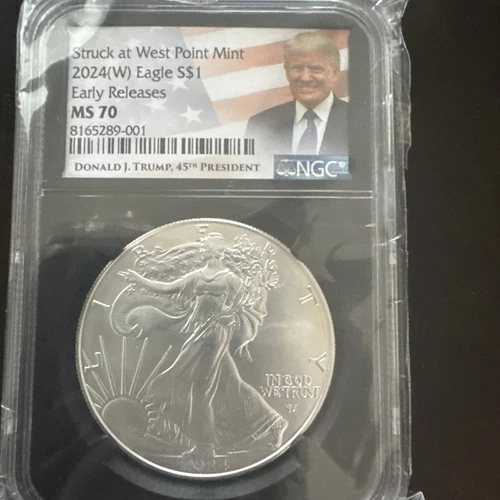 Struck at West Point Mint
2024(W) Eagle S$1
Early Releases
MS 70
8165289-001
DONALD J. TRUMP, 45TH PRESIDENT
NGC
LIBERTY
IN GOD
WE TRUST